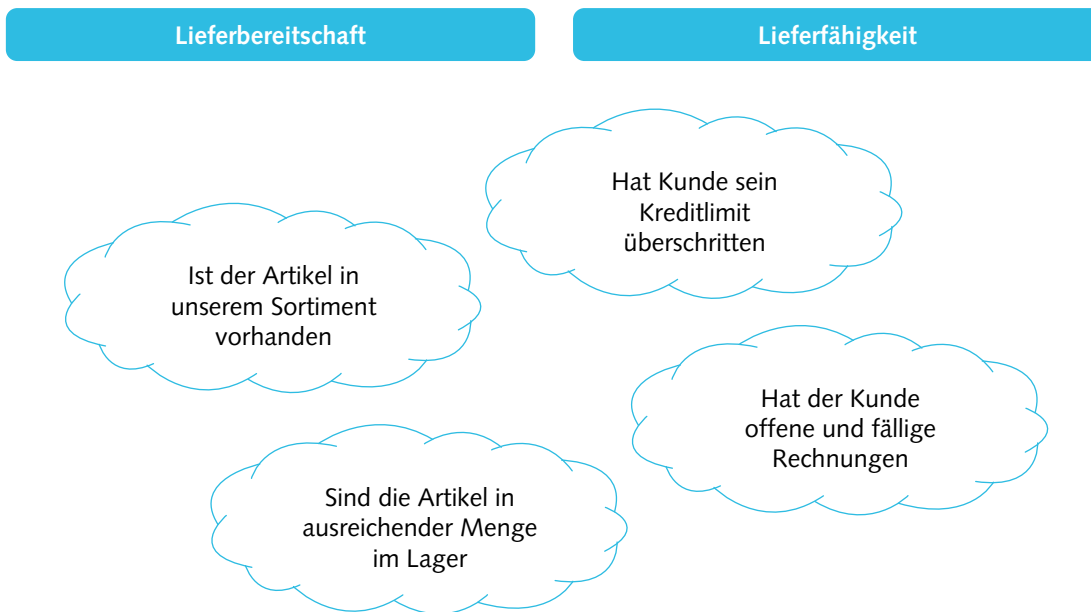 Lieferbereitschaft
Lieferfähigkeit
Hat Kunde sein
Kreditlimit
überschritten
Ist der Artikel in
unserem Sortiment
vorhanden
Hat der Kunde
offene und fällige
Rechnungen
Sind die Artikel in
ausreichender Menge
im Lager